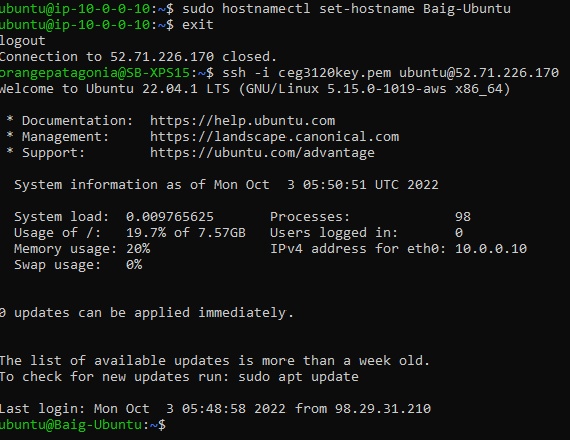 ubuntu@ip-10-0-0-10:~$ sudo hostnamectl set-hostname Baig-Ubuntu
ubuntu@ip-10-0-0-10:~$ exit
logout
Connection to 52.71.226.170 closed.
orangepatagonia@SB-XPS15:~$ ssh -i ceg3120key.pem ubuntu@52.71.226.170
Welcome to Ubuntu 22.04.1 LTS (GNU/Linux 5.15.0-1019-aws x86_64)
* Documentation:  https://help.ubuntu.com
* Management:     https://landscape.canonical.com
* Support:        https://ubuntu.com/advantage
System information as of Mon Oct  3 05:50:51 UTC 2022
System load:  0.009765625      Processes:             98
Usage of /:   19.7% of 7.57GB   Users logged in:       0
Memory usage: 20%               IPv4 address for eth0: 10.0.0.10
Swap usage:   0%
0 updates can be applied immediately.
The list of available updates is more than a week old.
To check for new updates run: sudo apt update
Last login: Mon Oct  3 05:48:58 2022 from 98.29.31.210
ubuntu@Baig-Ubuntu:~$